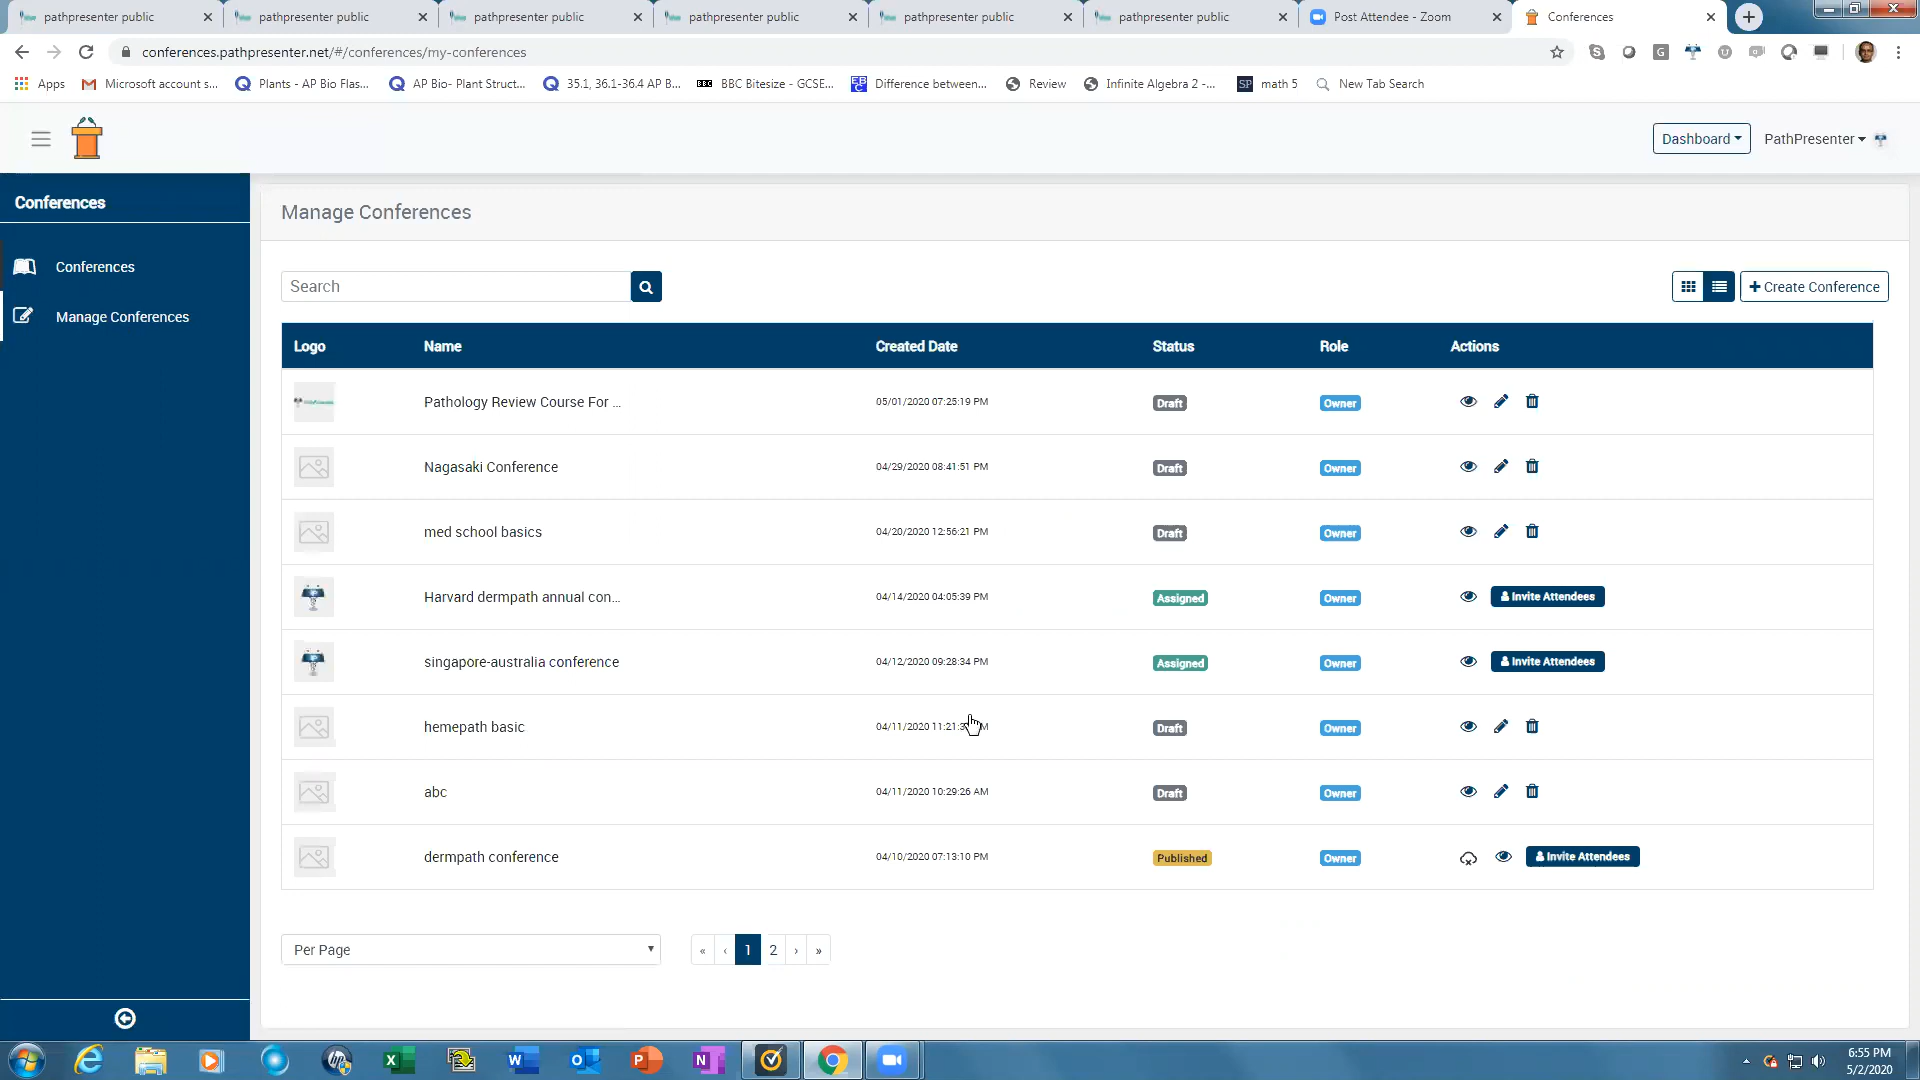 pathpresenter public
pathpresenter public
pathpresenter public
pathpresenter public
pathpresenter public
pathpresenter public
Post Attendee - Zoom
Conferences
conferences.pathpresenter.net/#/conferences/my-conferences
Apps
Microsoft account s...
Plants - AP Bio Flas...
AP Bio- Plant Struct...
35.1, 36.1-36.4 AP B...
BBC Bitesize - GCSE...
Difference between...
Review
Infinite Algebra 2 -...
math 5
New Tab Search
Dashboard
PathPresenter
Conferences
Conferences
Manage Conferences
Manage Conferences
Search
Create Conference
Logo Name Created Date Status Role Actions
Pathology Review Course For ... 05/01/2020 07:25:19 PM Draft Owner
Nagasaki Conference 04/29/2020 08:41:51 PM Draft Owner
med school basics 04/20/2020 12:56:21 PM Draft Owner
Harvard dermpath annual con... 04/14/2020 04:05:39 PM Assigned Owner Invite Attendees
singapore-australia conference 04/12/2020 09:28:34 PM Assigned Owner Invite Attendees
hemepath basic 04/11/2020 Draft Owner
abc 04/11/2020 10:29:26 AM Draft Owner
dermpath conference 04/10/2020 07:13:10 PM Published Owner Invite Attendees
Per Page
« ‹ 1 2 › »
6:55 PM
5/2/2020